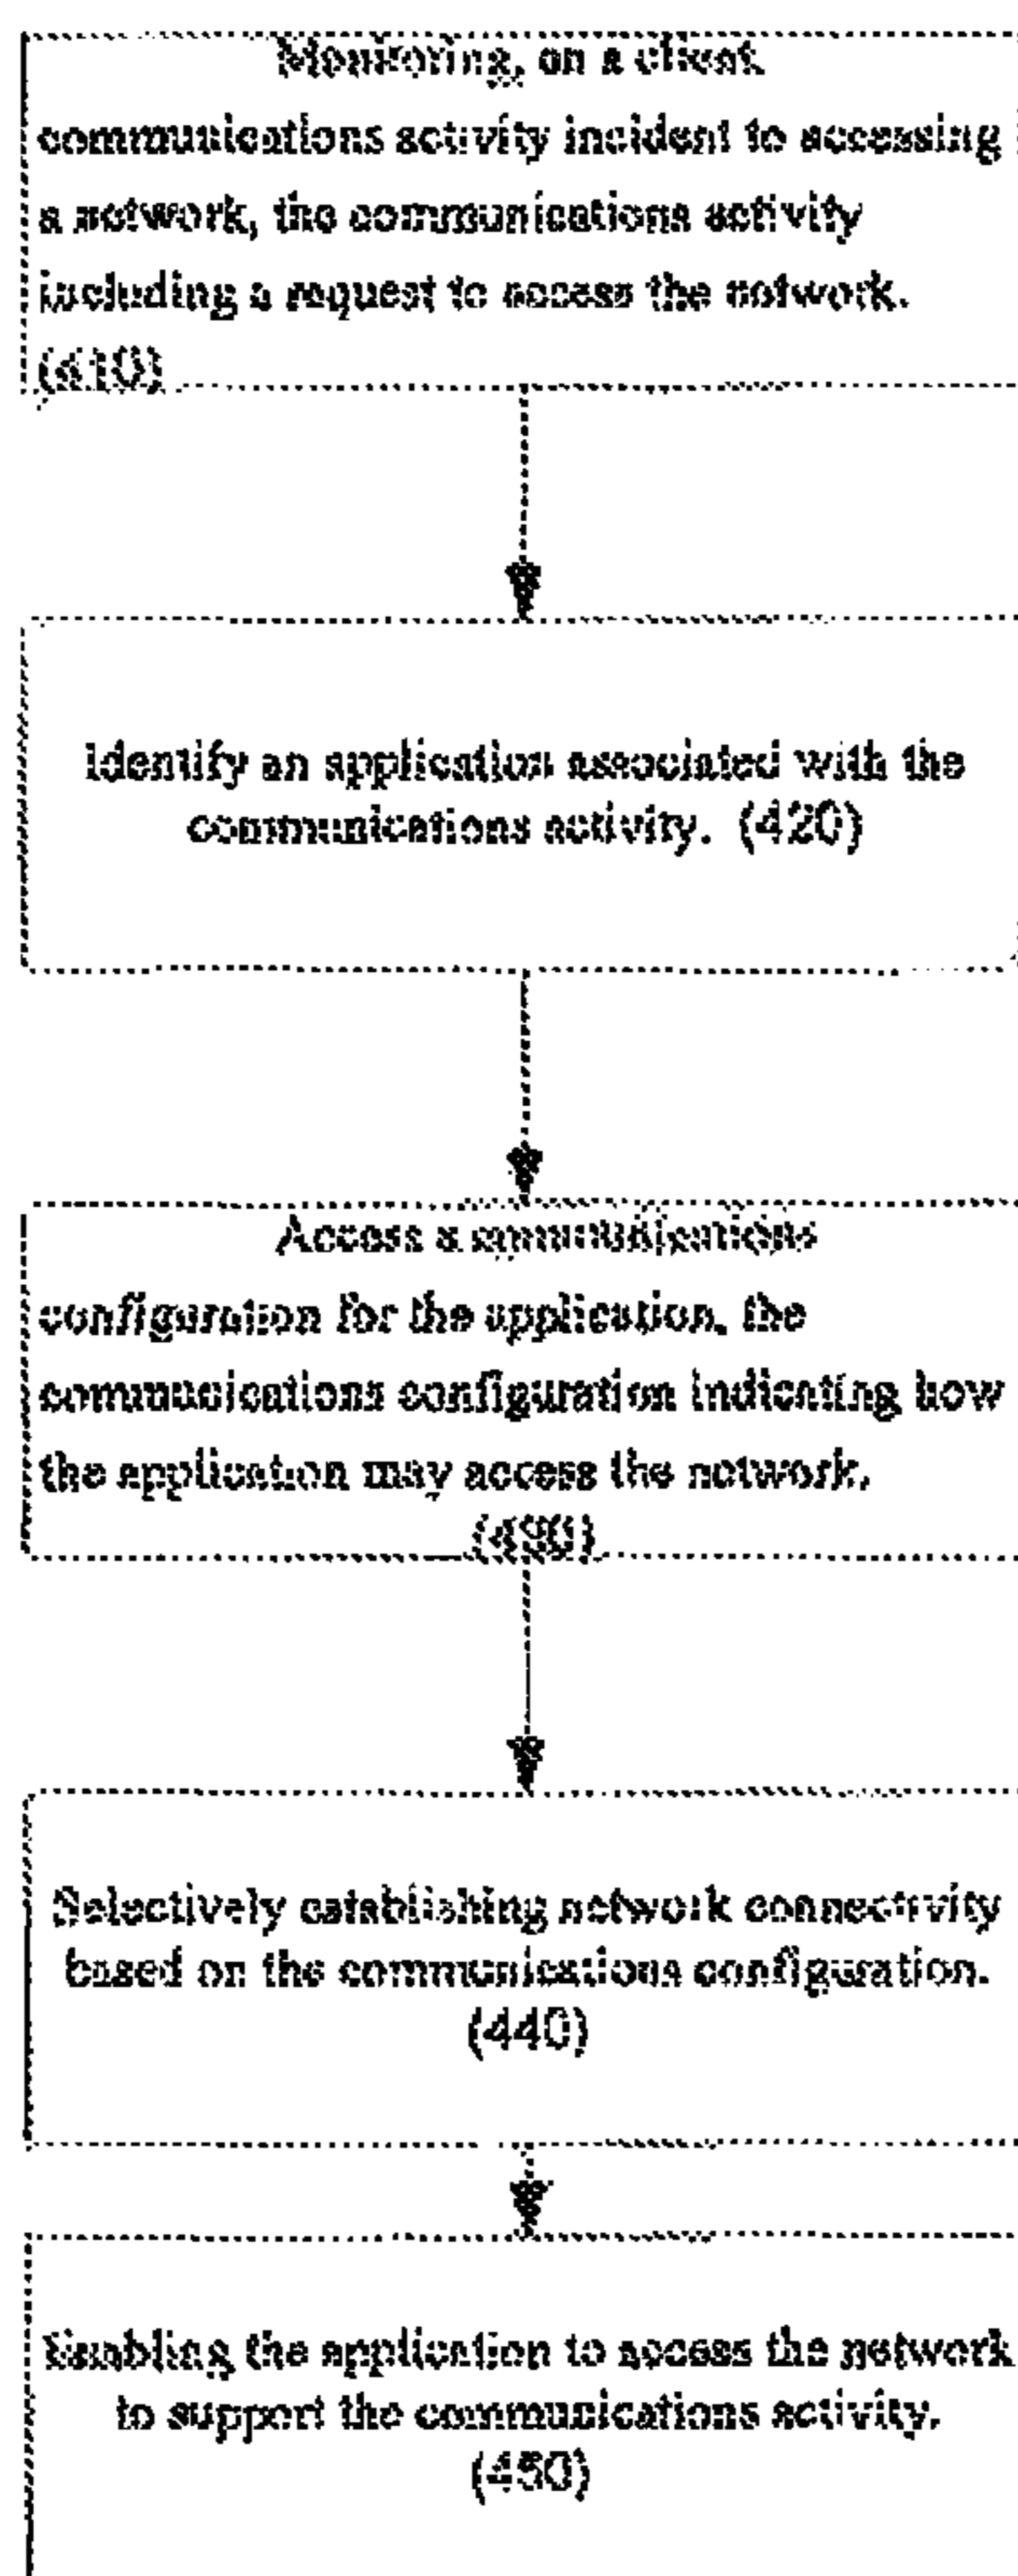 Monitoring, on a client
communications activity incident to accessing
a network, the communications activity
including a request to access the network.
(410)
Identify an application associated with the
communications activity. (420)
Access a communications
configuration for the application, the
communications configuration indicating how
the application may access the network.
(430)
Selectively establishing network connectivity
based on the communications configuration.
(440)
Enabling the application to access the network
to support the communications activity.
(450)